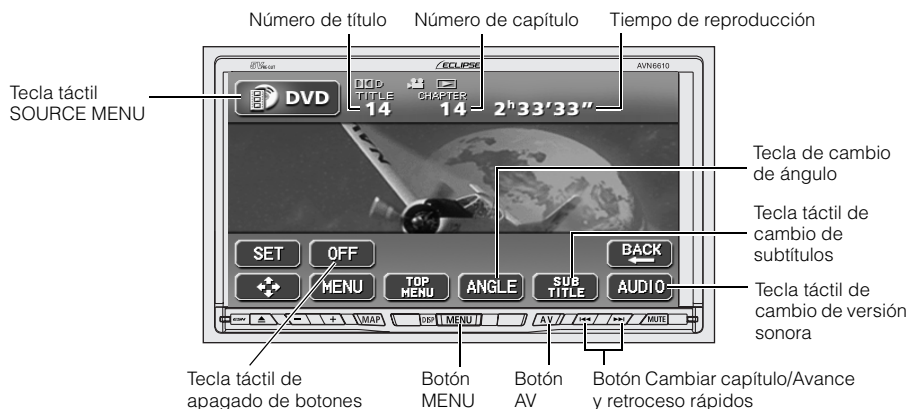 Número de título
Número de capítulo
Tiempo de reproducción
ECLIPSE
AVN6610
Tecla táctil
SOURCE MENU
DVD
TITLE
14
CHAPTER
14
2h33'33"
Tecla de cambio
de ángulo
Tecla táctil de
cambio de
subtítulos
SET
OFF
BACK
MENU
TOP
MENU
ANGLE
SUB
TITLE
AUDIO
Tecla táctil de
cambio de versión
sonora
MAP
DISP
MENU
AV
MUTE
Tecla táctil de
apagado de botones
Botón
MENU
Botón
AV
Botón Cambiar capítulo/Avance
y retroceso rápidos